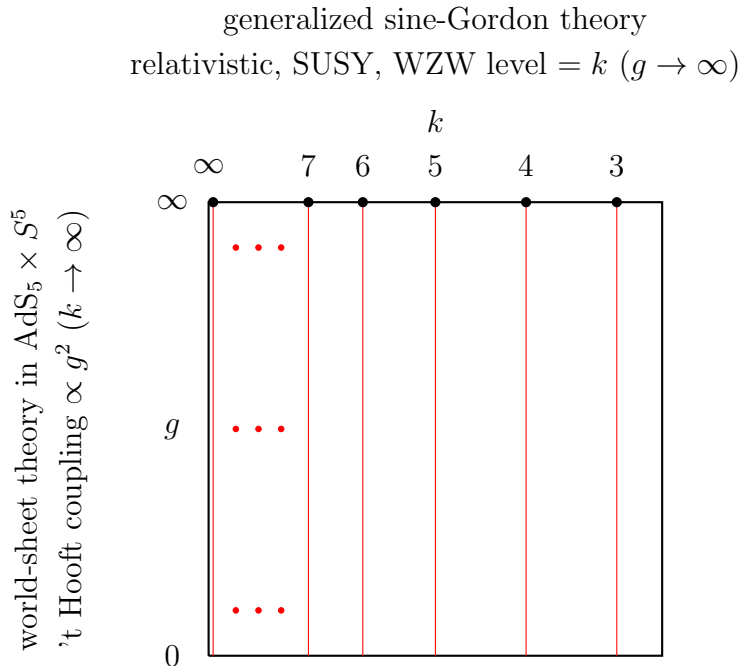 generalized sine-Gordon theory
relativistic, SUSY, WZW level = k (g → ∞)
k
∞ 7 6 5 4 3
∞
g
0
world-sheet theory in AdS₅ × S⁵
't Hooft coupling ∝ g² (k → ∞)